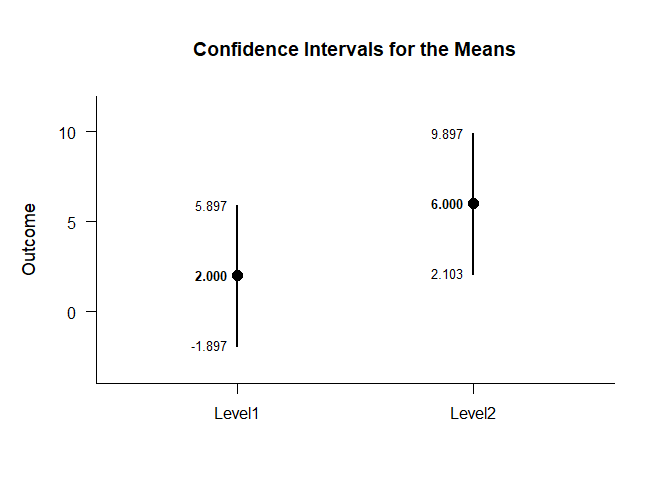 Confidence Intervals for the Means
Outcome
10
5
0
5.897
2.000
-1.897
9.897
6.000
2.103
Level1
Level2